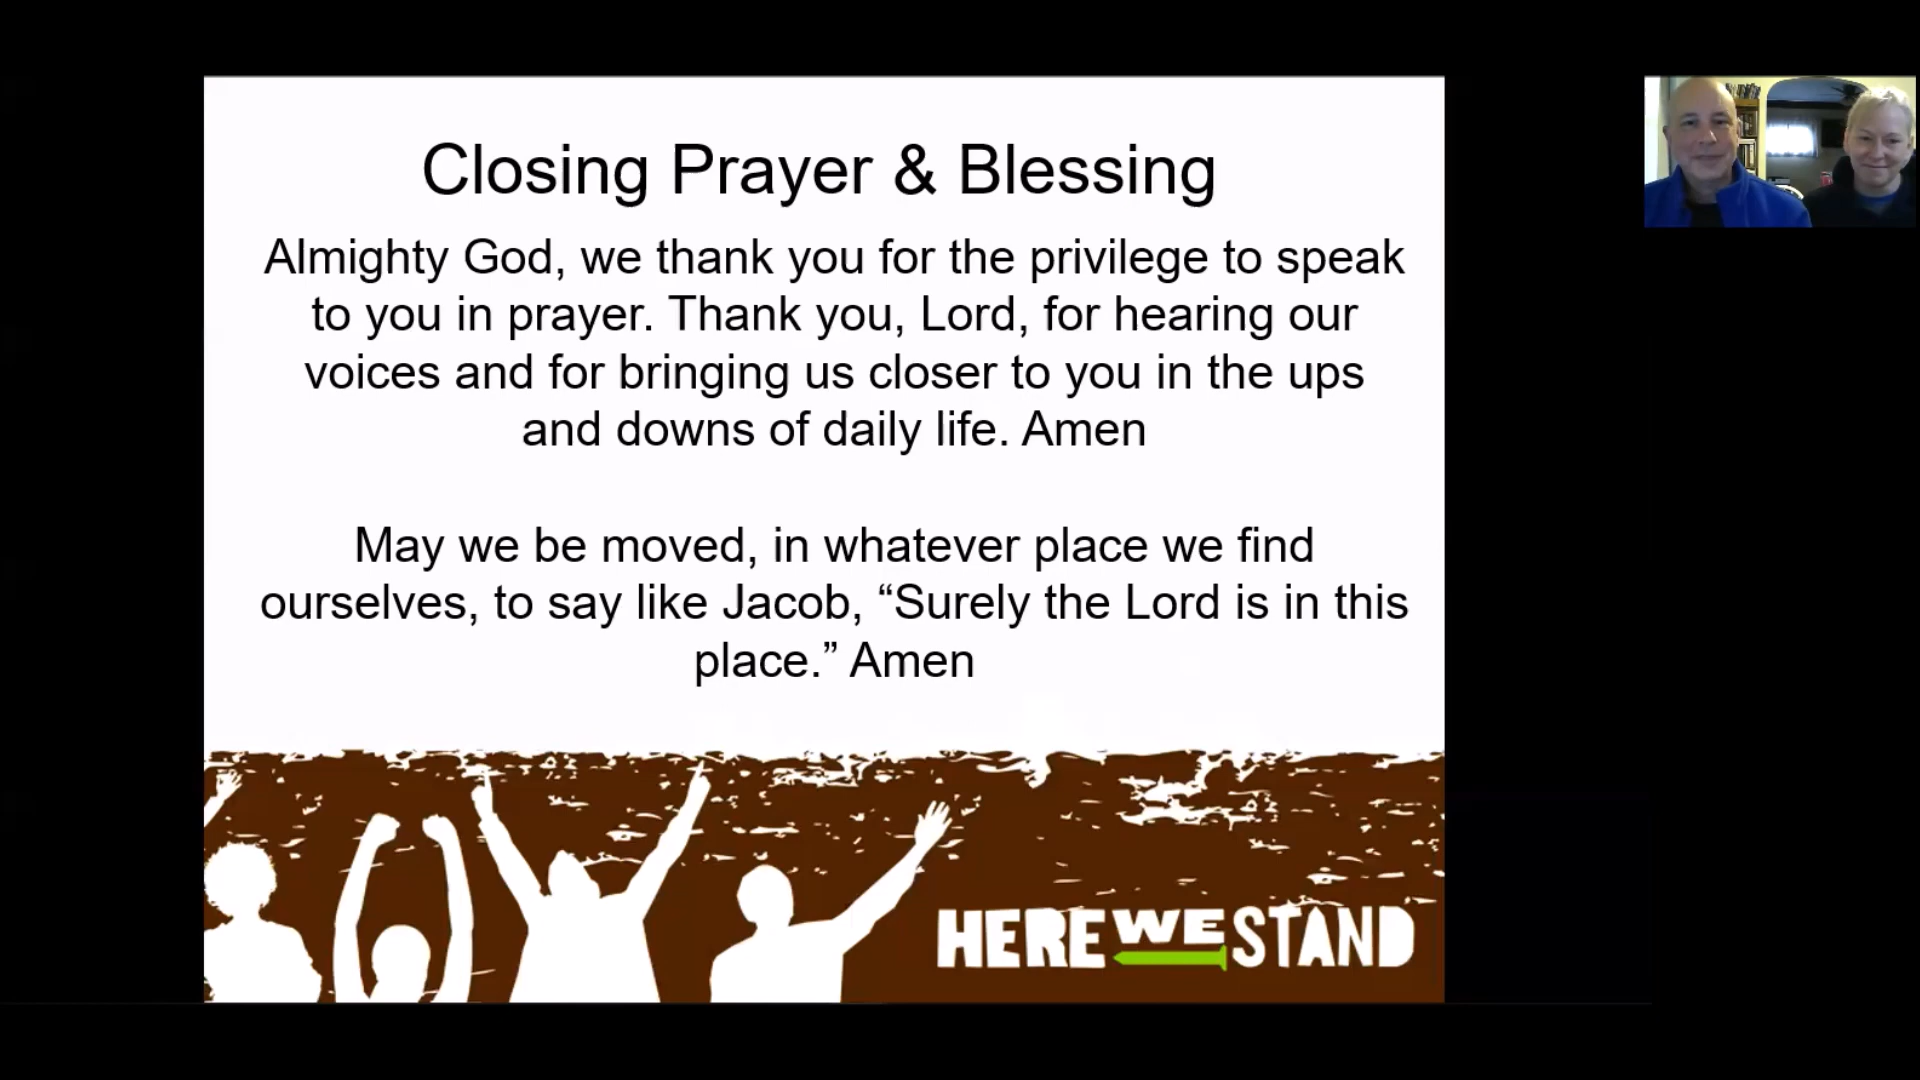 Closing Prayer & Blessing
Almighty God, we thank you for the privilege to speak
to you in prayer. Thank you, Lord, for hearing our
voices and for bringing us closer to you in the ups
and downs of daily life. Amen
May we be moved, in whatever place we find
ourselves, to say like Jacob, “Surely the Lord is in this
place.” Amen
HERE WE STAND